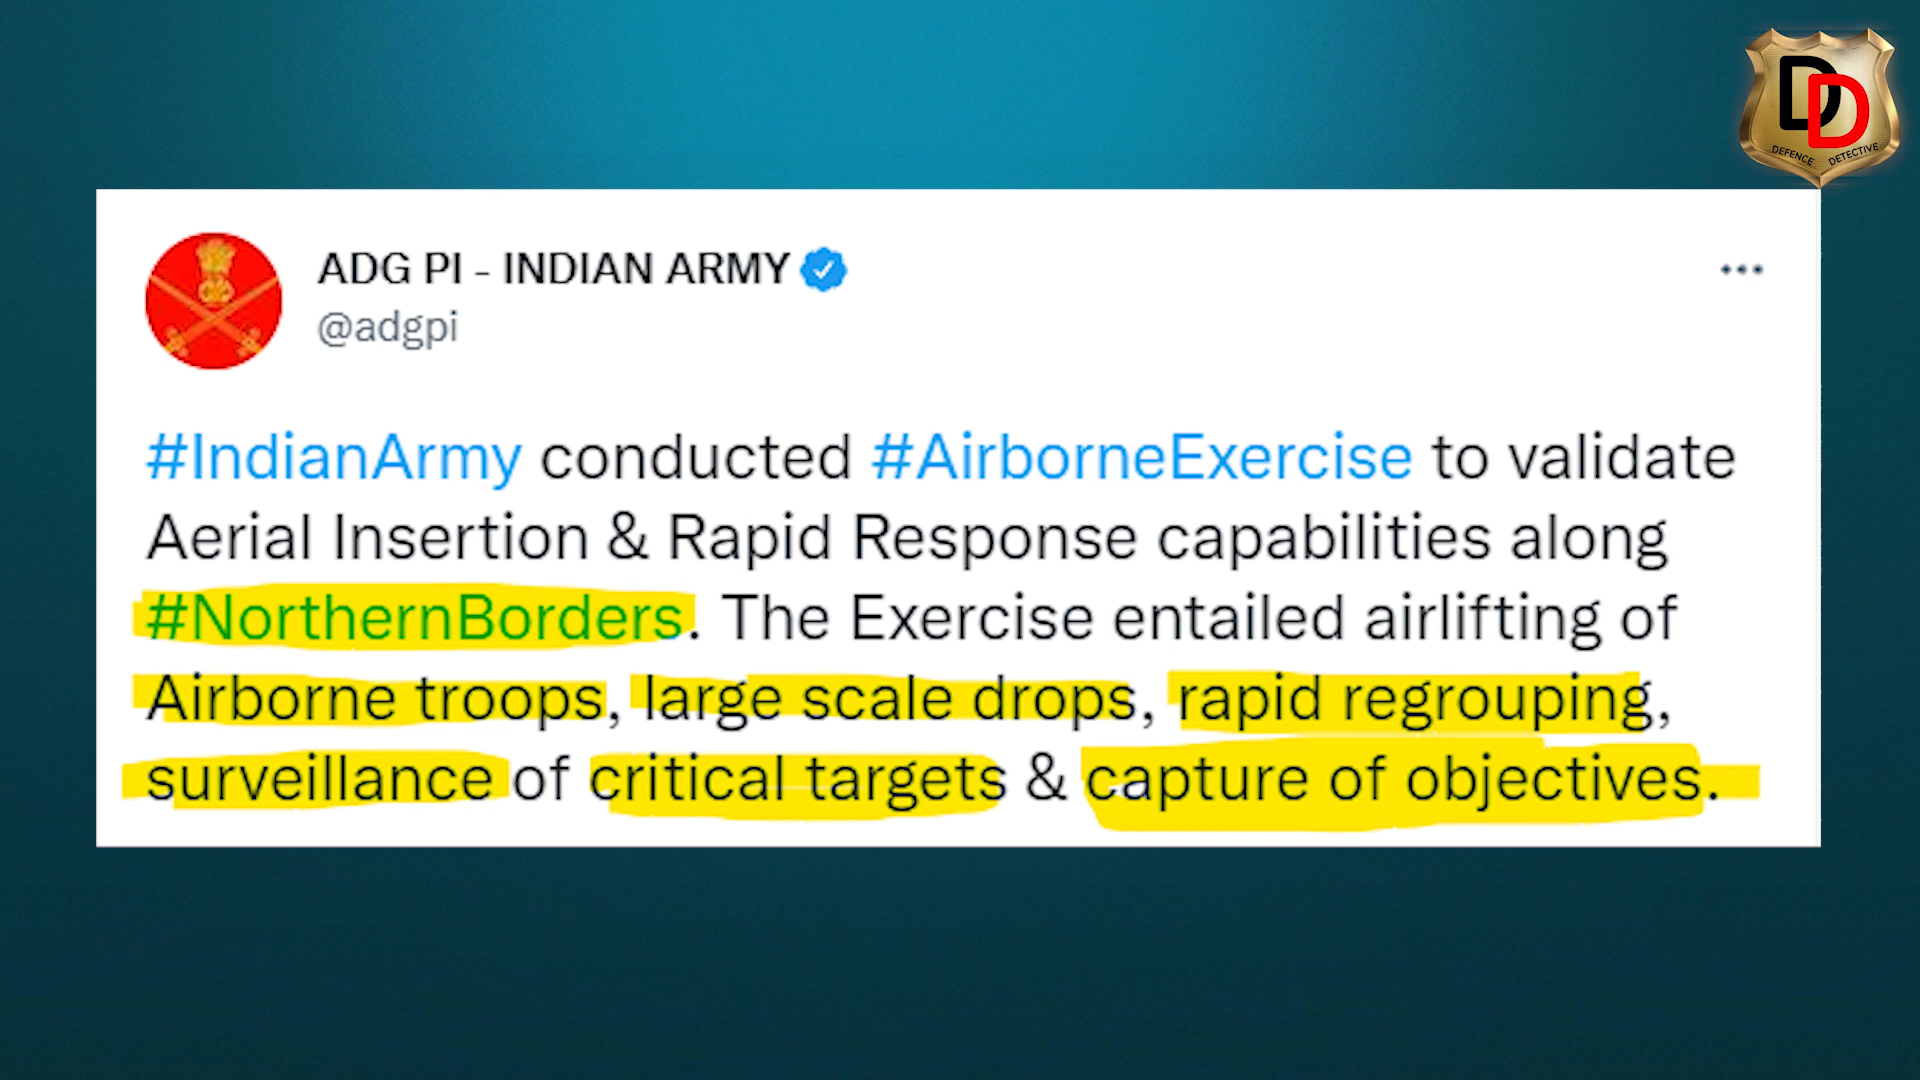 DD
DEFENCE DETECTIVE
ADG PI - INDIAN ARMY
@adgpi
#IndianArmy conducted #AirborneExercise to validate
Aerial Insertion & Rapid Response capabilities along
#NorthernBorders. The Exercise entailed airlifting of
Airborne troops, large scale drops, rapid regrouping,
surveillance of critical targets & capture of objectives.